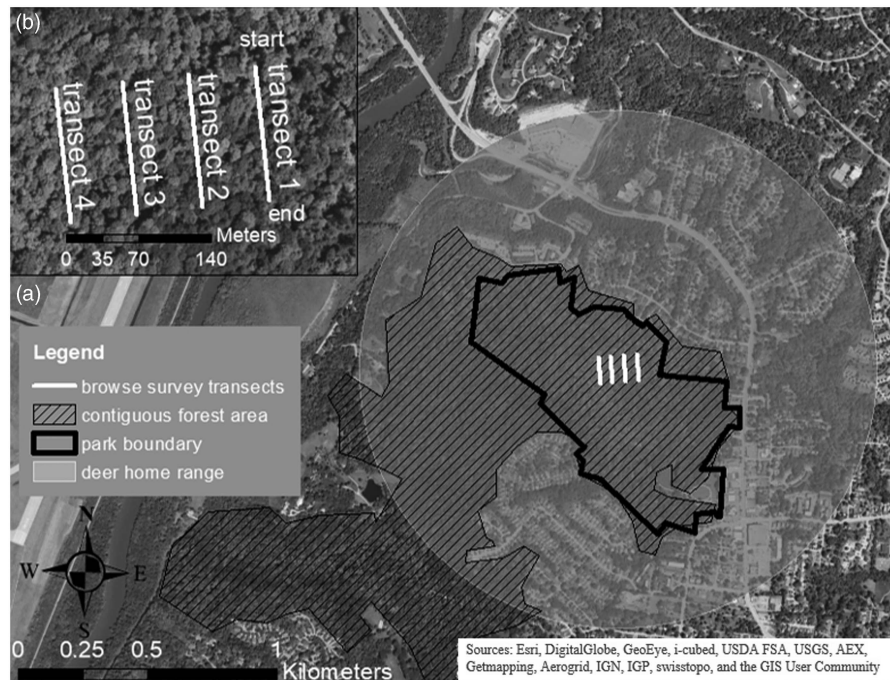 (b)
start
transect 4
transect 3
transect 2
transect 1
end
Meters
0 35 70 140
(a)
Legend
browse survey transects
contiguous forest area
park boundary
deer home range
N
W E
S
0 0.25 0.5 1
Kilometers
Sources: Esri, DigitalGlobe, GeoEye, i-cubed, USDA FSA, USGS, AEX,
Getmapping, Aerogrid, IGN, IGP, swisstopo, and the GIS User Community